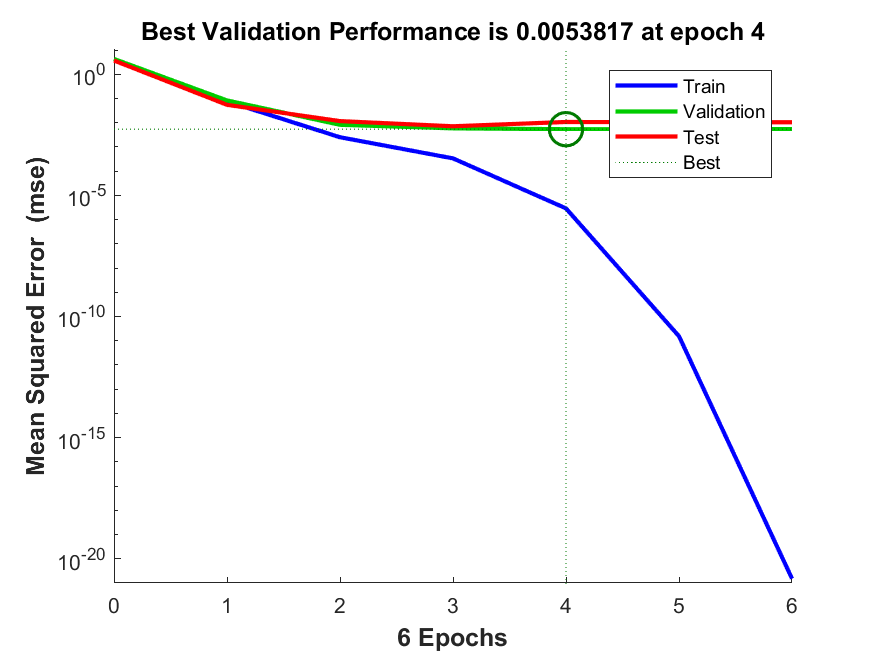 Best Validation Performance is 0.0053817 at epoch 4
Mean Squared Error (mse)
10^0
10^-5
10^-10
10^-15
10^-20
Train
Validation
Test
Best
0 1 2 3 4 5 6
6 Epochs